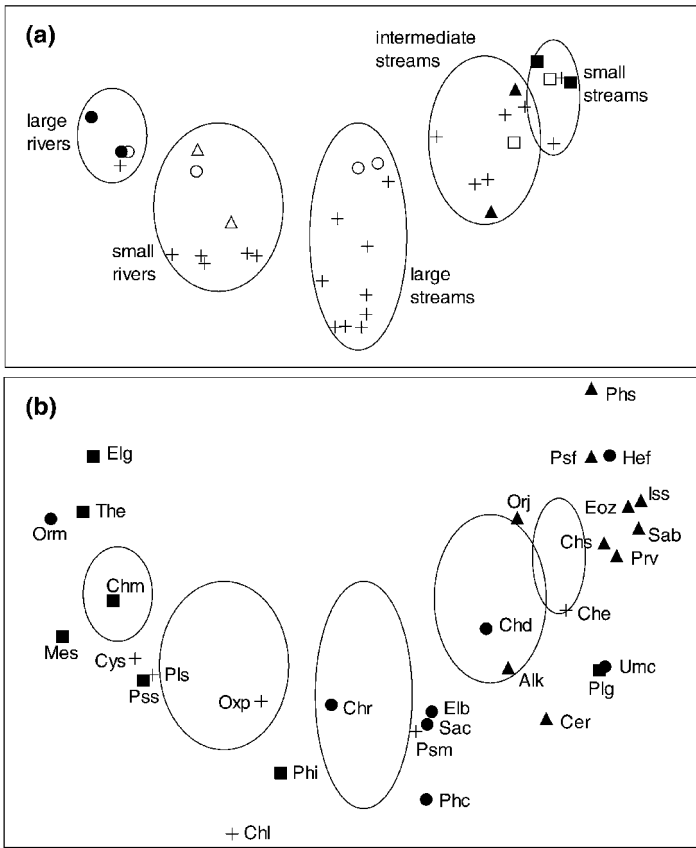 (a)
intermediate
streams
small
streams
large
rivers
small
rivers
large
streams
(b)
Phs
Elg
Psf
Hef
The
Orj
Iss
Eoz
Orm
Sab
Chs
Prv
Chm
Che
Chd
Mes
Cys
Pls
Alk
Umc
Pss
Plg
Oxp
Chr
Elb
Sac
Cer
Psm
Phi
Phc
Chl